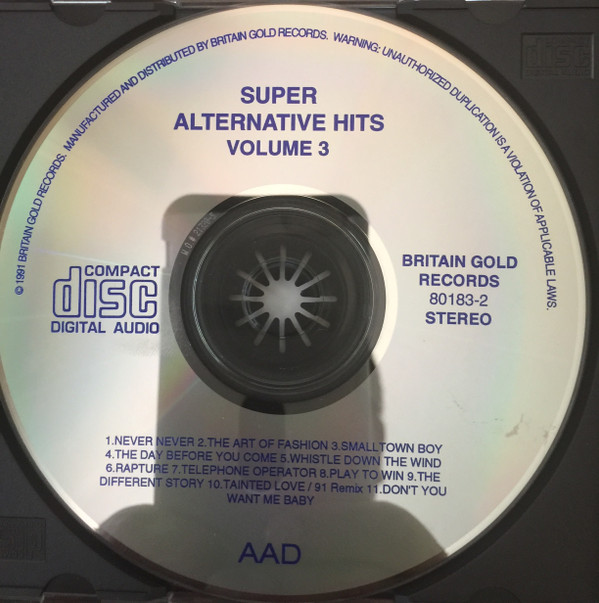 © 1991 BRITAIN GOLD RECORDS. MANUFACTURED AND DISTRIBUTED BY BRITAIN GOLD RECORDS. WARNING: UNAUTHORIZED DUPLICATION IS A VIOLATION OF APPLICABLE LAWS.
SUPER
ALTERNATIVE HITS
VOLUME 3
COMPACT
disc
DIGITAL AUDIO
BRITAIN GOLD
RECORDS
80183-2
STEREO
1.NEVER NEVER 2.THE ART OF FASHION 3.SMALLTOWN BOY
4.THE DAY BEFORE YOU COME 5.WHISTLE DOWN THE WIND
6.RAPTURE 7.TELEPHONE OPERATOR 8.PLAY TO WIN 9.THE
DIFFERENT STORY 10.TAINTED LOVE / 91 Remix 11.DON'T YOU
WANT ME BABY
AAD
disc